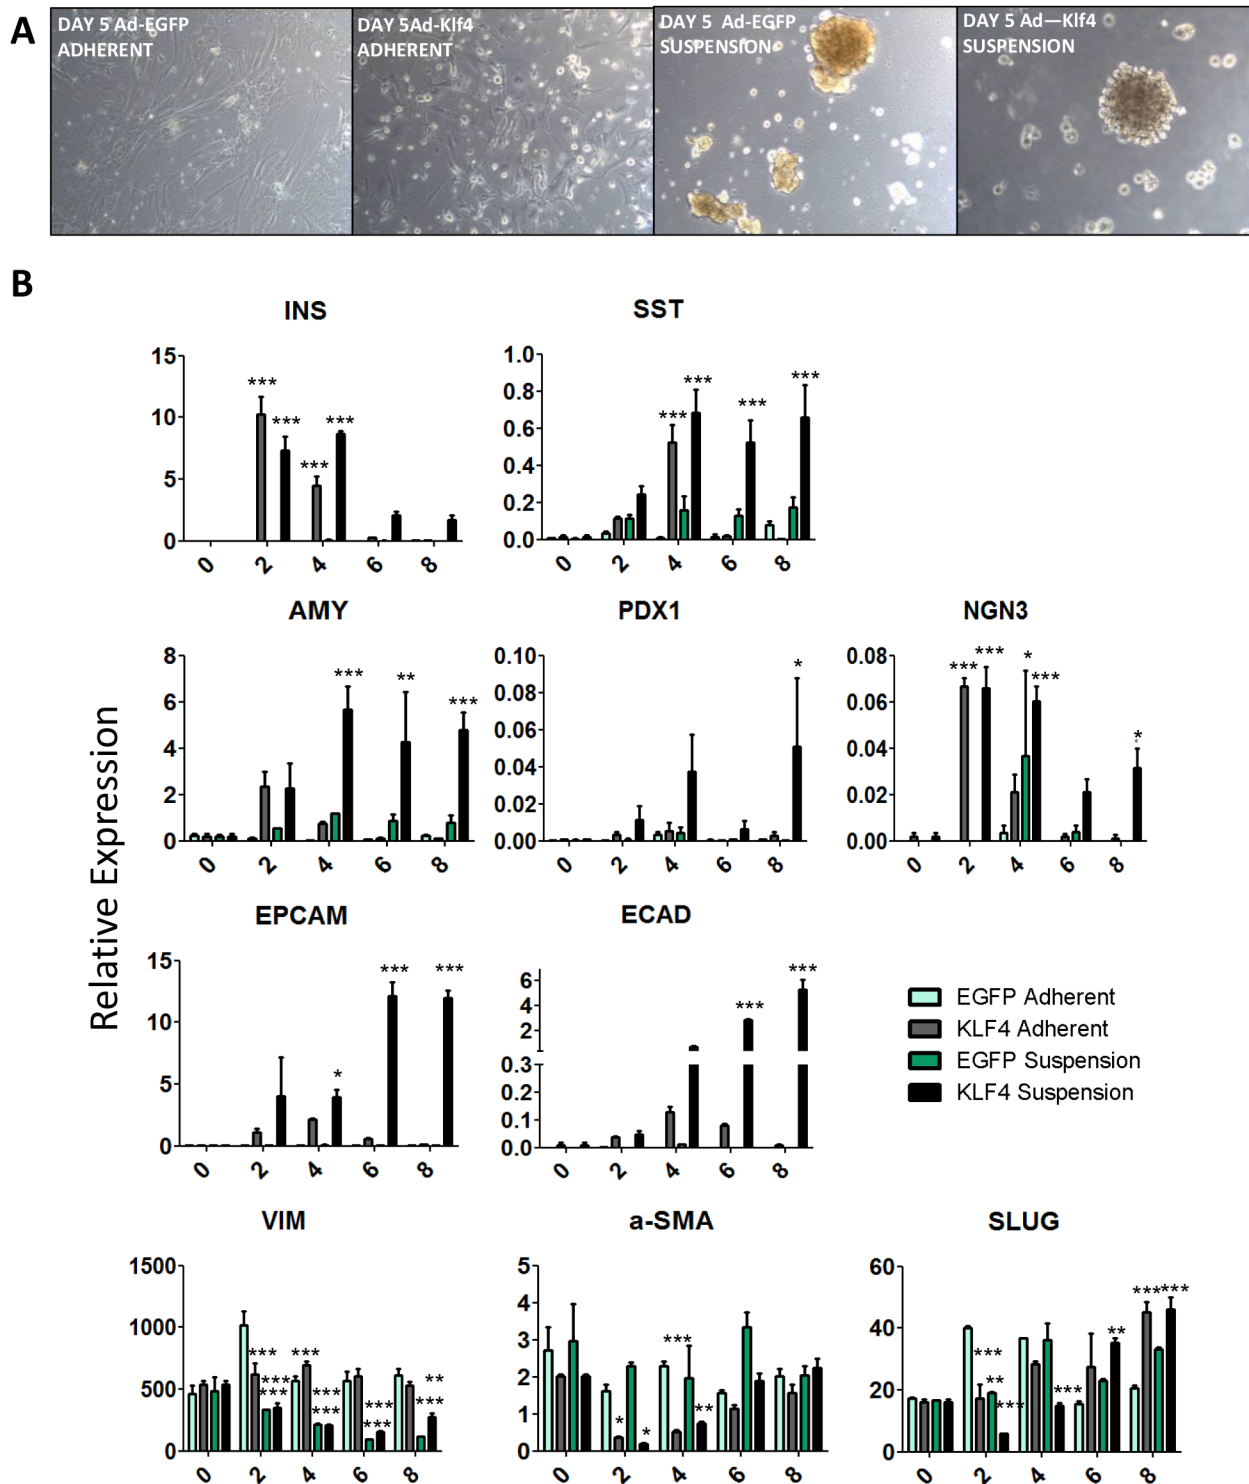 A
DAY 5 Ad-EGFP
ADHERENT
DAY 5Ad-Klf4
ADHERENT
DAY 5 Ad-EGFP
SUSPENSION
DAY 5 Ad—Klf4
SUSPENSION
B
Relative Expression
INS
***
***
***
***
15
10
5
0
0 2 4 6 8
SST
***
***
***
***
1.0
0.8
0.6
0.4
0.2
0.0
0 2 4 6 8
AMY
***
**
***
8
6
4
2
0
0 2 4 6 8
PDX1
*
0.10
0.08
0.06
0.04
0.02
0.00
0 2 4 6 8
NGN3
***
***
*
***
*
0.08
0.06
0.04
0.02
0.00
0 2 4 6 8
EPCAM
*
***
***
15
10
5
0
0 2 4 6 8
ECAD
***
***
6
4
2
0.3
0.2
0.1
0.0
0 2 4 6 8
EGFP Adherent
KLF4 Adherent
EGFP Suspension
KLF4 Suspension
VIM
***
***
***
***
***
***
***
***
**
***
1500
1000
500
0
0 2 4 6 8
a-SMA
*
*
***
**
5
4
3
2
1
0
0 2 4 6 8
SLUG
***
**
***
***
**
***
***
60
40
20
0
0 2 4 6 8